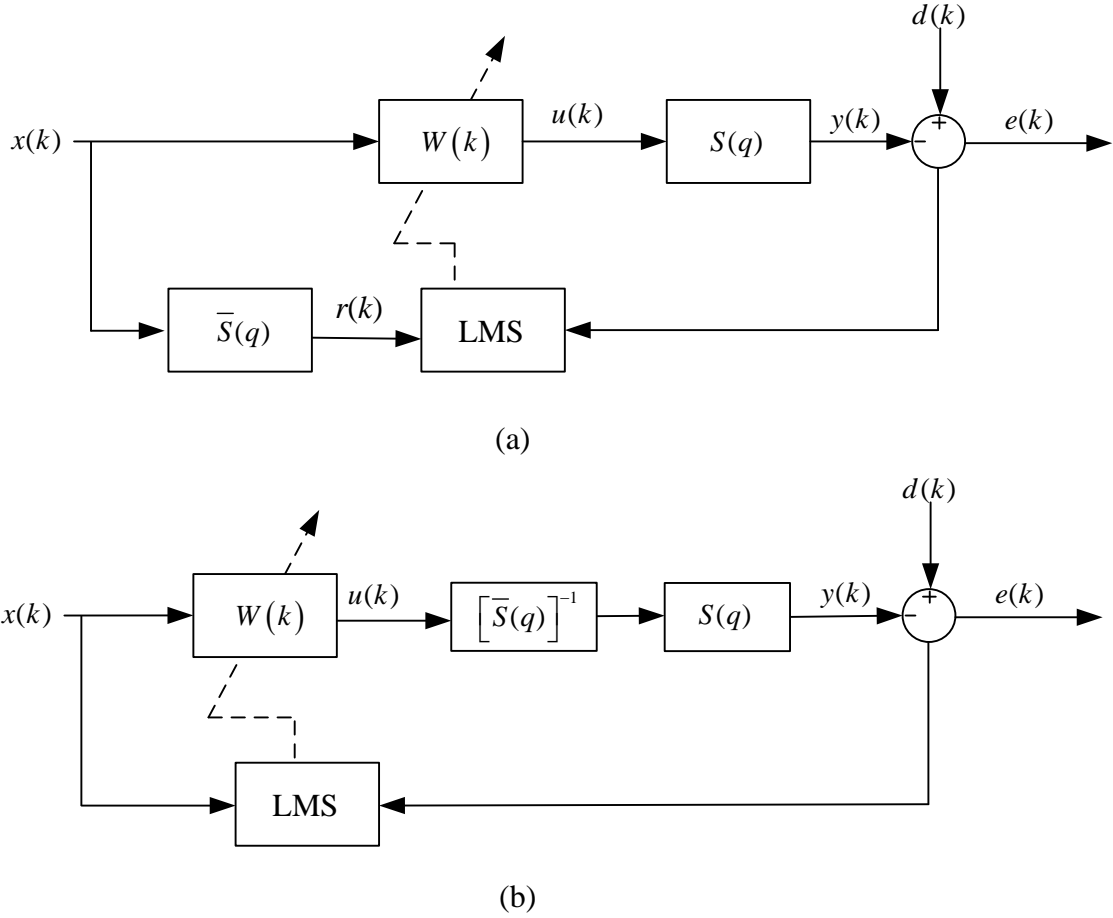 d(k)
x(k)
W(k)
u(k)
S(q)
y(k)
+
−
e(k)
S̅(q)
r(k)
LMS
(a)
d(k)
x(k)
W(k)
u(k)
[S̅(q)]⁻¹
S(q)
y(k)
+
−
e(k)
LMS
(b)